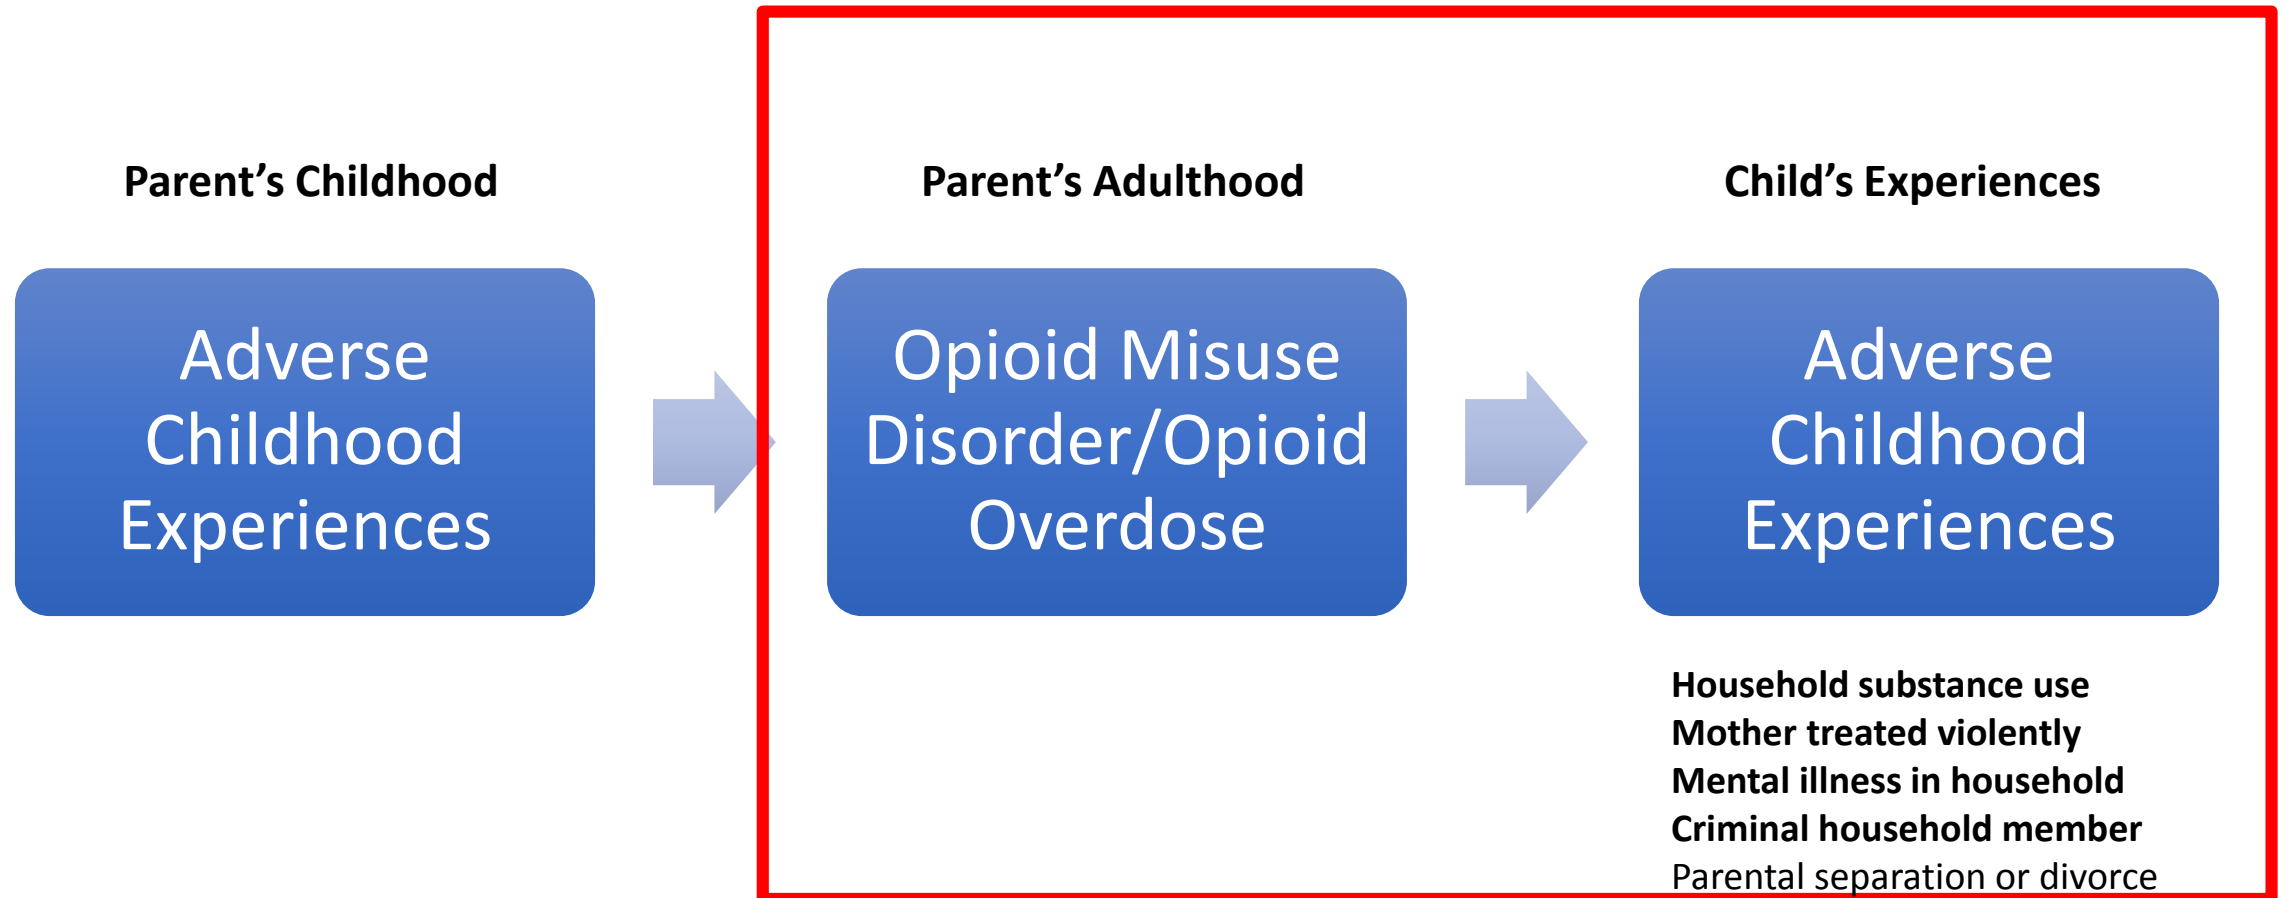 Parent’s Childhood
Adverse
Childhood
Experiences
Parent’s Adulthood
Opioid Misuse
Disorder/Opioid
Overdose
Child’s Experiences
Adverse
Childhood
Experiences
Household substance use
Mother treated violently
Mental illness in household
Criminal household member
Parental separation or divorce